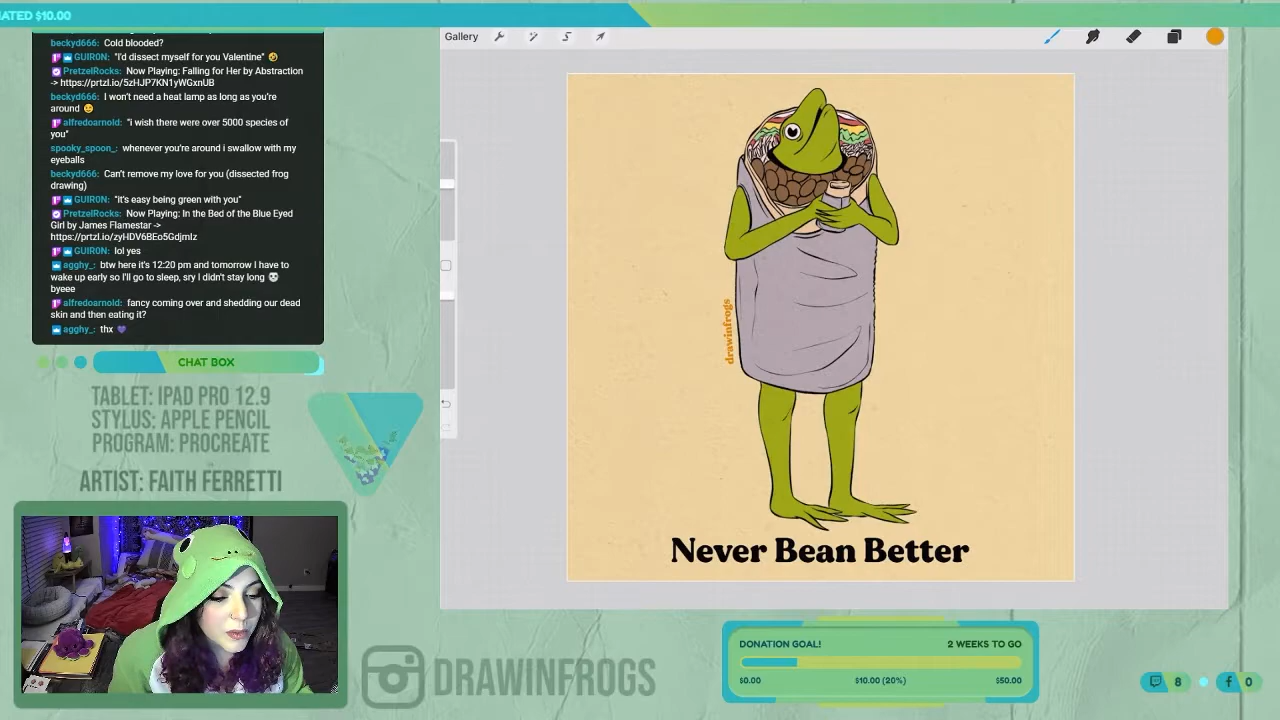 ATED $10.00
beckyd666: Cold blooded?
GUIR0N: "I'd dissect myself for you Valentine" 🤣
PretzelRocks: Now Playing: Falling for Her by Abstraction
-> https://prtzl.io/5zHJP7KN1yWGxnUB
beckyd666: I won't need a heat lamp as long as you're
around 😉
alfredoarnold: "i wish there were over 5000 species of
you"
spooky_spoon_: whenever you're around i swallow with my
eyeballs
beckyd666: Can't remove my love for you (dissected frog
drawing)
GUIR0N: "It's easy being green with you"
PretzelRocks: Now Playing: In the Bed of the Blue Eyed
Girl by James Flamestar ->
https://prtzl.io/zyHDV6BEo5Gdjmlz
GUIR0N: lol yes
agghy_: btw here it's 12:20 pm and tomorrow I have to
wake up early so I'll go to sleep, sry I didn't stay long 💀
byeee
alfredoarnold: fancy coming over and shedding our dead
skin and then eating it?
agghy_: thx 💜
CHAT BOX
TABLET: IPAD PRO 12.9
STYLUS: APPLE PENCIL
PROGRAM: PROCREATE
ARTIST: FAITH FERRETTI
Gallery
drawinfrogs
Never Bean Better
DRAWINFROGS
DONATION GOAL! 2 WEEKS TO GO
$0.00 $10.00 (20%) $50.00
8 0